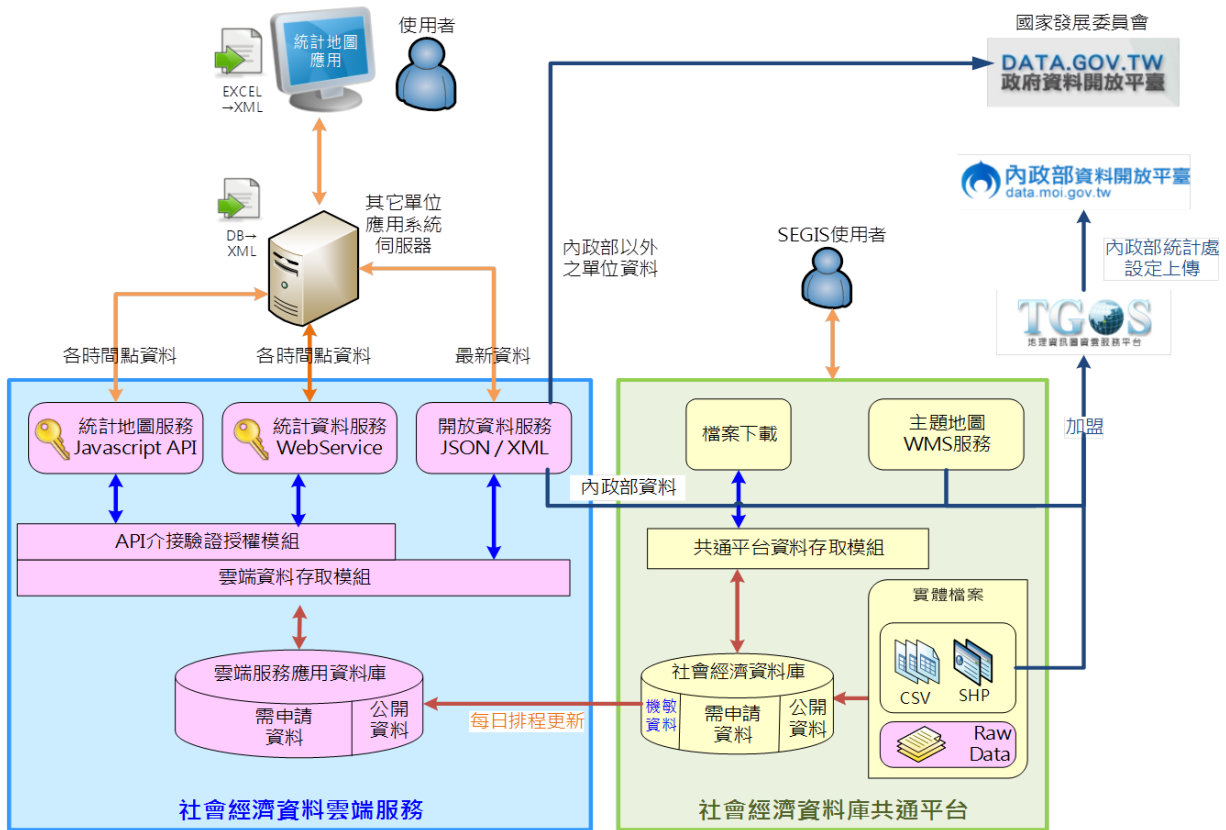 統計地圖
應用
使用者
EXCEL
→XML
國家發展委員會
DATA.GOV.TW
政府資料開放平臺
內政部資料開放平臺
data.moi.gov.tw
DB→
XML
其它單位
應用系統
伺服器
內政部以外
之單位資料
SEGIS使用者
內政部統計處
設定上傳
TGOS
地理資訊圖資雲服務平台
各時間點資料
各時間點資料
最新資料
加盟
統計地圖服務
Javascript API
統計資料服務
WebService
開放資料服務
JSON / XML
檔案下載
主題地圖
WMS服務
內政部資料
API介接驗證授權模組
雲端資料存取模組
共通平台資料存取模組
實體檔案
CSV
SHP
Raw
Data
雲端服務應用資料庫
需申請
資料
公開
資料
每日排程更新
社會經濟資料庫
機敏
資料
需申請
資料
公開
資料
社會經濟資料雲端服務
社會經濟資料庫共通平台